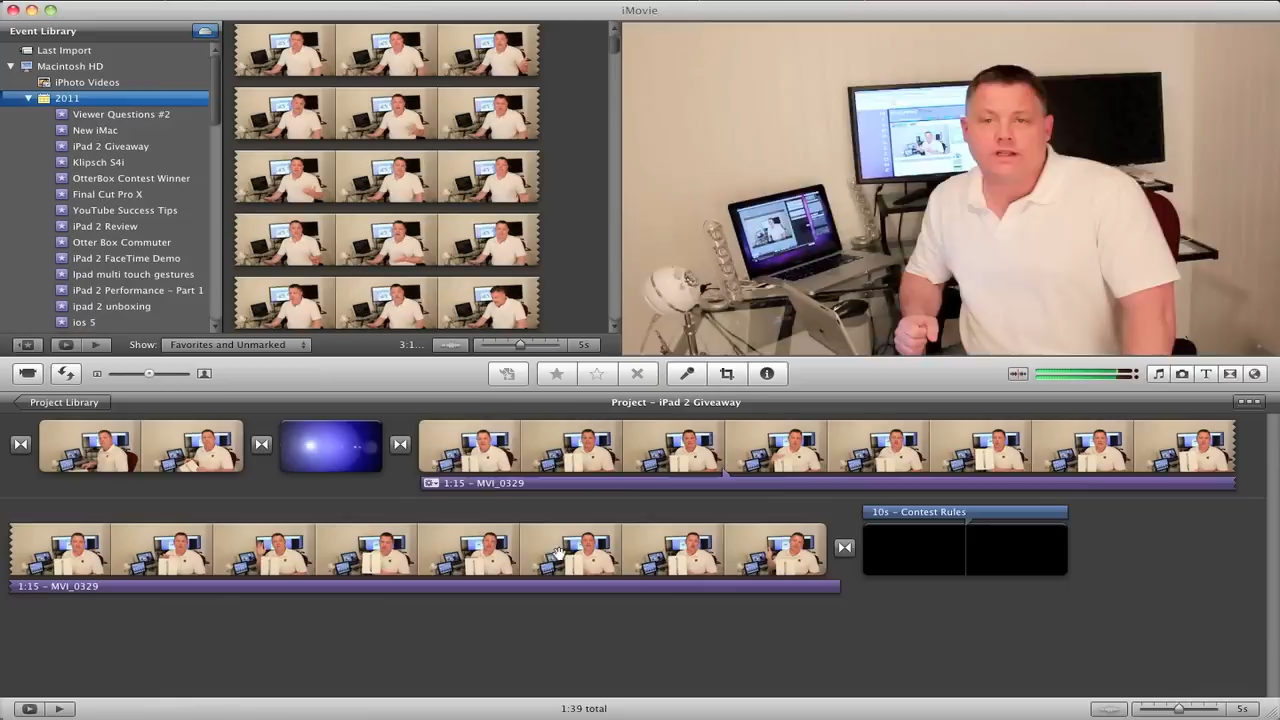 iMovie
Event Library
Last Import
Macintosh HD
iPhoto Videos
2011
Viewer Questions #2
New iMac
iPad 2 Giveaway
Klipsch S4i
OtterBox Contest Winner
Final Cut Pro X
YouTube Success Tips
iPad 2 Review
Otter Box Commuter
iPad 2 FaceTime Demo
Ipad multi touch gestures
iPad 2 Performance - Part 1
ipad 2 unboxing
ios 5
Show: Favorites and Unmarked 3:1... 5s
Project Library
Project - iPad 2 Giveaway
1:15 - MVI_0329
10s - Contest Rules
1:15 - MVI_0329
1:39 total
5s